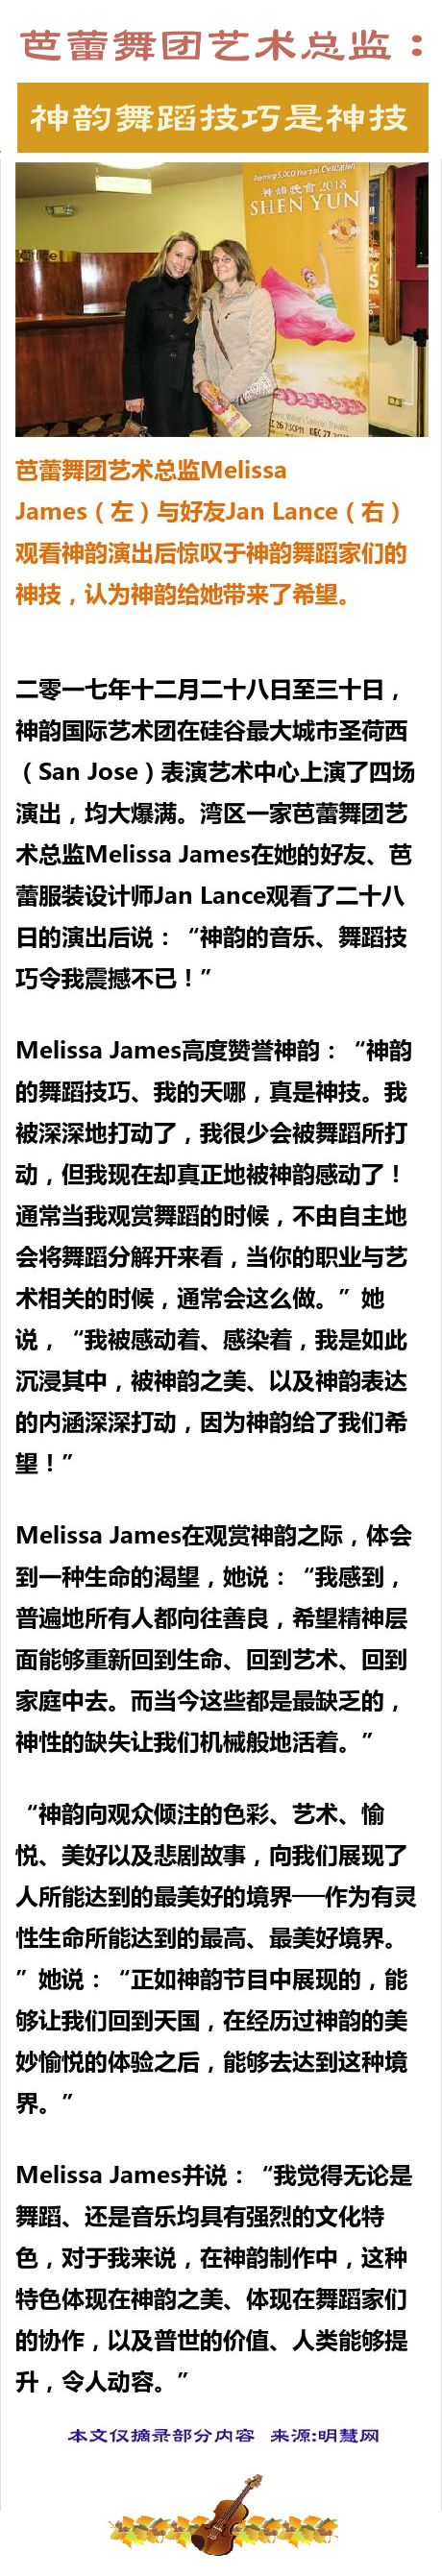 芭蕾舞团艺术总监：
神韵舞蹈技巧是神技
Reviving 5,000 Years of Civilization
神韻晚會 2018
SHEN YUN
Office
DEC 27
芭蕾舞团艺术总监Melissa
James（左）与好友Jan Lance（右）
观看神韵演出后惊叹于神韵舞蹈家们的
神技，认为神韵给她带来了希望。
二零一七年十二月二十八日至三十日，
神韵国际艺术团在硅谷最大城市圣荷西
（San Jose）表演艺术中心上演了四场
演出，均大爆满。湾区一家芭蕾舞团艺
术总监Melissa James在她的好友、芭
蕾服装设计师Jan Lance观看了二十八
日的演出后说：“神韵的音乐、舞蹈技
巧令我震撼不已！”
Melissa James高度赞誉神韵：“神韵
的舞蹈技巧、我的天哪，真是神技。我
被深深地打动了，我很少会被舞蹈所打
动，但我现在却真正地被神韵感动了！
通常当我观赏舞蹈的时候，不由自主地
会将舞蹈分解开来看，当你的职业与艺
术相关的时候，通常会这么做。”她
说，“我被感动着、感染着，我是如此
沉浸其中，被神韵之美、以及神韵表达
的内涵深深打动，因为神韵给了我们希
望！”
Melissa James在观赏神韵之际，体会
到一种生命的渴望，她说：“我感到，
普遍地所有人都向往善良，希望精神层
面能够重新回到生命、回到艺术、回到
家庭中去。而当今这些都是最缺乏的，
神性的缺失让我们机械般地活着。”
“神韵向观众倾注的色彩、艺术、愉
悦、美好以及悲剧故事，向我们展现了
人所能达到的最美好的境界──作为有灵
性生命所能达到的最高、最美好境界。
”她说：“正如神韵节目中展现的，能
够让我们回到天国，在经历过神韵的美
妙愉悦的体验之后，能够去达到这种境
界。”
Melissa James并说：“我觉得无论是
舞蹈、还是音乐均具有强烈的文化特
色，对于我来说，在神韵制作中，这种
特色体现在神韵之美、体现在舞蹈家们
的协作，以及普世的价值、人类能够提
升，令人动容。”
本文仅摘录部分内容 来源:明慧网